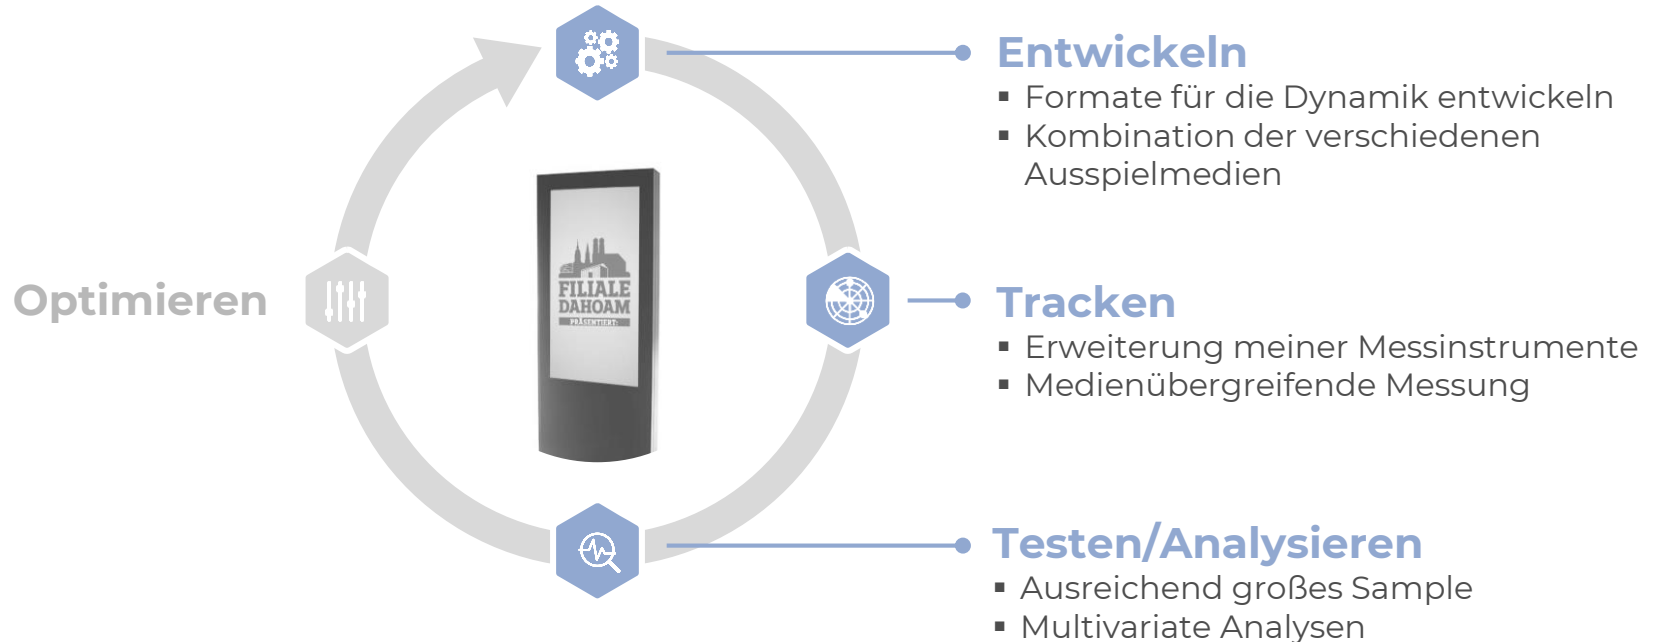 Entwickeln
▪ Formate für die Dynamik entwickeln
▪ Kombination der verschiedenen
Ausspielmedien
FILIALE
DAHOAM
PRÄSENTIERT:
Optimieren
Tracken
▪ Erweiterung meiner Messinstrumente
▪ Medienübergreifende Messung
Testen/Analysieren
▪ Ausreichend großes Sample
▪ Multivariate Analysen